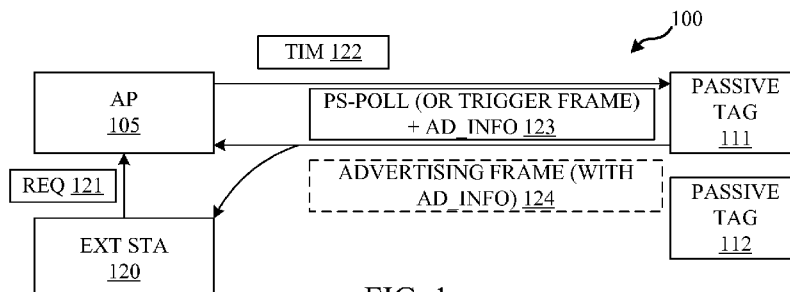 100
TIM 122
AP
105
PS-POLL (OR TRIGGER FRAME)
+ AD_INFO 123
PASSIVE
TAG
111
REQ 121
ADVERTISING FRAME (WITH
AD_INFO) 124
PASSIVE
TAG
112
EXT STA
120